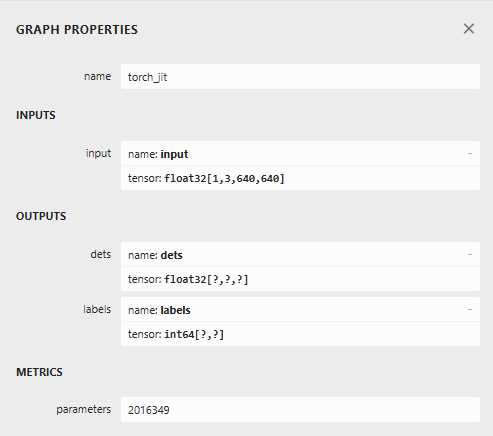 GRAPH PROPERTIES
name torch_jit
INPUTS
input name: input -
tensor: float32[1,3,640,640]
OUTPUTS
dets name: dets -
tensor: float32[?,?,?]
labels name: labels -
tensor: int64[?,?]
METRICS
parameters 2016349